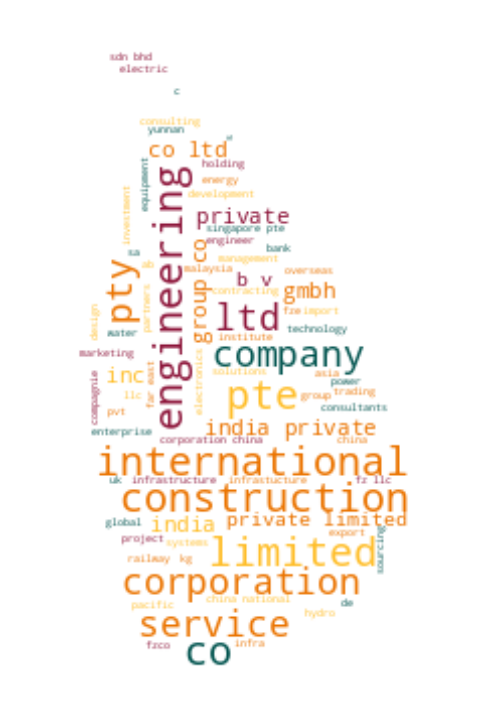 sdn bhd
electric
c
consulting
yunnan
w
co ltd
holding
equipment
energy
development
investment
engineering
private
singapore pte
engineer
bank
sa
group co
management
pty
ab
malaysia
overseas
b v
contracting
gmbh
partners
fze
import
design
ltd
water
technology
institute
marketing
company
electronics
solutions
inc
far east
asia
power
compagnie
llc
pte
group
trading
pvt
consultants
enterprise
india private
corporation china
china
international
uk
infrastructure
infrastucture
fz llc
construction
global
india
private limited
export
project
systems
limited
sourcing
railway
kg
corporation
pacific
china national
de
service
hydro
fzco
co
infra